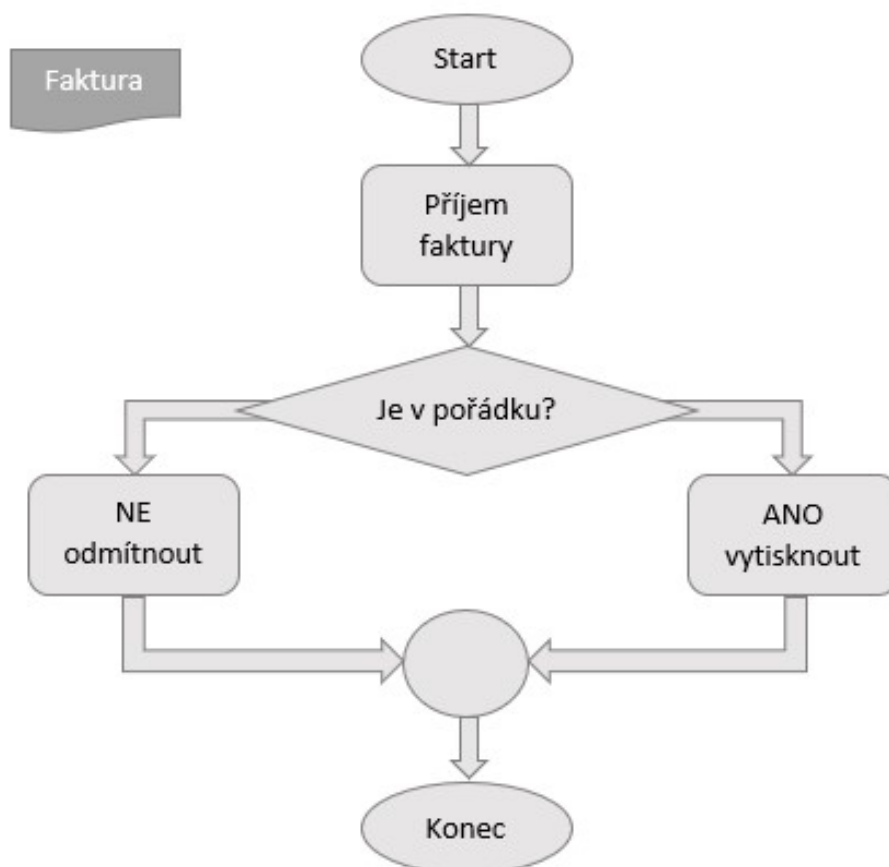 Start
Faktura
Příjem
faktury
Je v pořádku?
NE
odmítnout
ANO
vytisknout
Konec